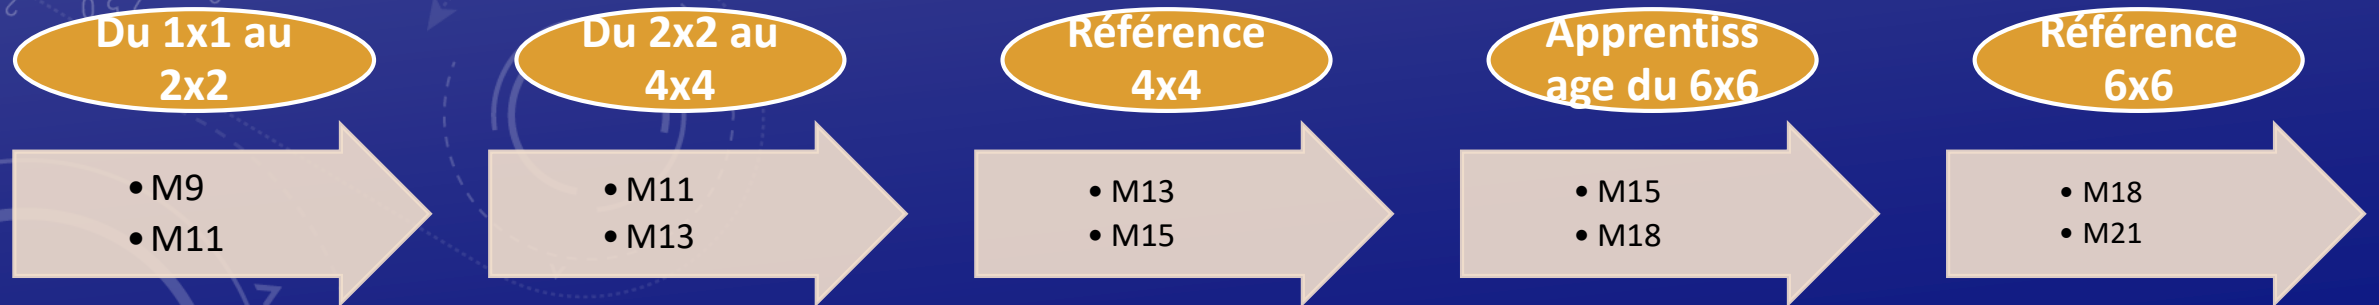 Du 1x1 au
2x2
Du 2x2 au
4x4
Référence
4x4
Apprentiss
age du 6x6
Référence
6x6
• M9
• M11
• M11
• M13
• M13
• M15
• M15
• M18
• M18
• M21